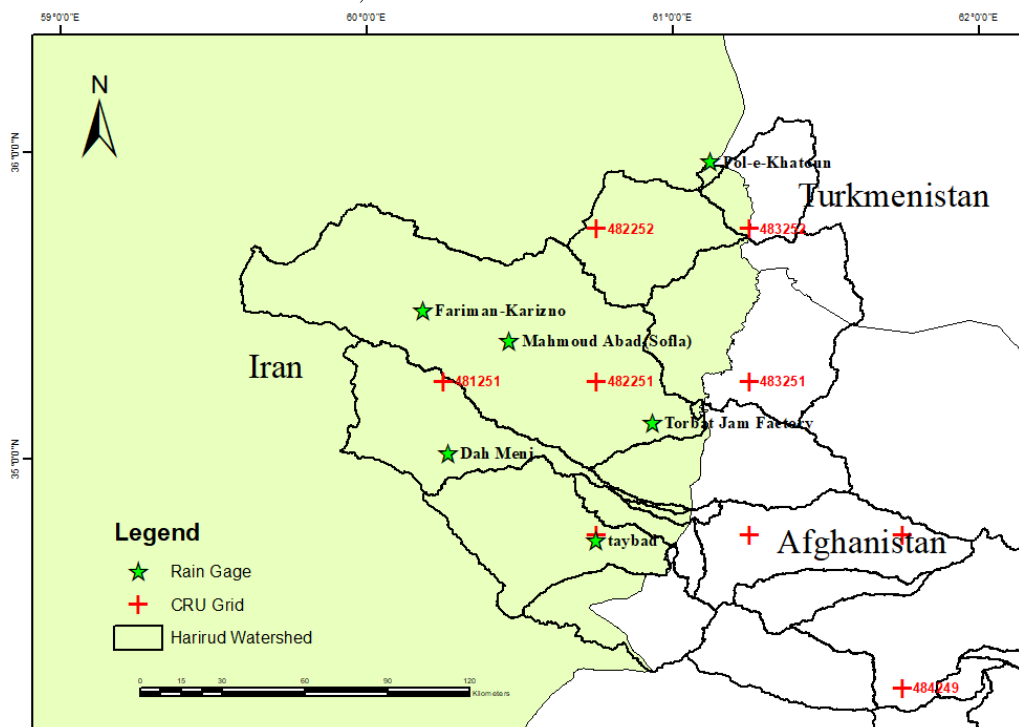 59°0'0"E 60°0'0"E 61°0'0"E 62°0'0"E
N
36°0'0"N
Pol-e-Khatoun
Turkmenistan
482252
483252
Fariman-Karizno
Mahmoud Abad(Sofla)
Iran
481251
482251
483251
Torbat Jam Factory
35°0'0"N
Dah Meni
Legend
taybad
Afghanistan
Rain Gage
CRU Grid
Harirud Watershed
484249
0 15 30 60 90 120
Kilometers